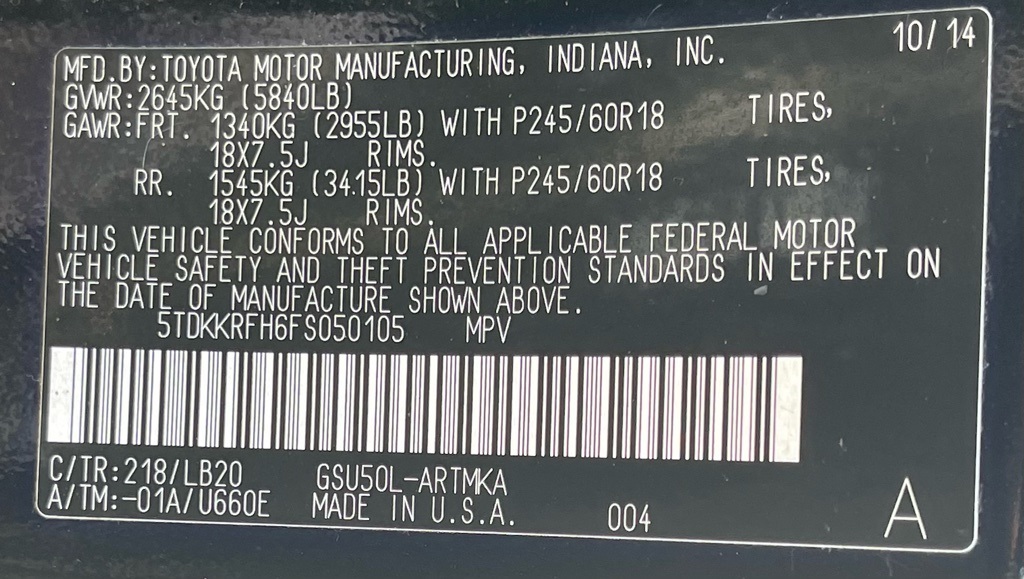 10/14
MFD.BY:TOYOTA MOTOR MANUFACTURING, INDIANA, INC.
GVWR:2645KG (5840LB)
GAWR:FRT. 1340KG (2955LB) WITH P245/60R18 TIRES,
18X7.5J RIMS.
RR. 1545KG (3415LB) WITH P245/60R18 TIRES,
18X7.5J RIMS.
THIS VEHICLE CONFORMS TO ALL APPLICABLE FEDERAL MOTOR
VEHICLE SAFETY AND THEFT PREVENTION STANDARDS IN EFFECT ON
THE DATE OF MANUFACTURE SHOWN ABOVE.
5TDKKRFH6FS050105 MPV
C/TR:218/LB20 GSU50L-ARTMKA
A/TM:-01A/U660E MADE IN U.S.A. 004 A